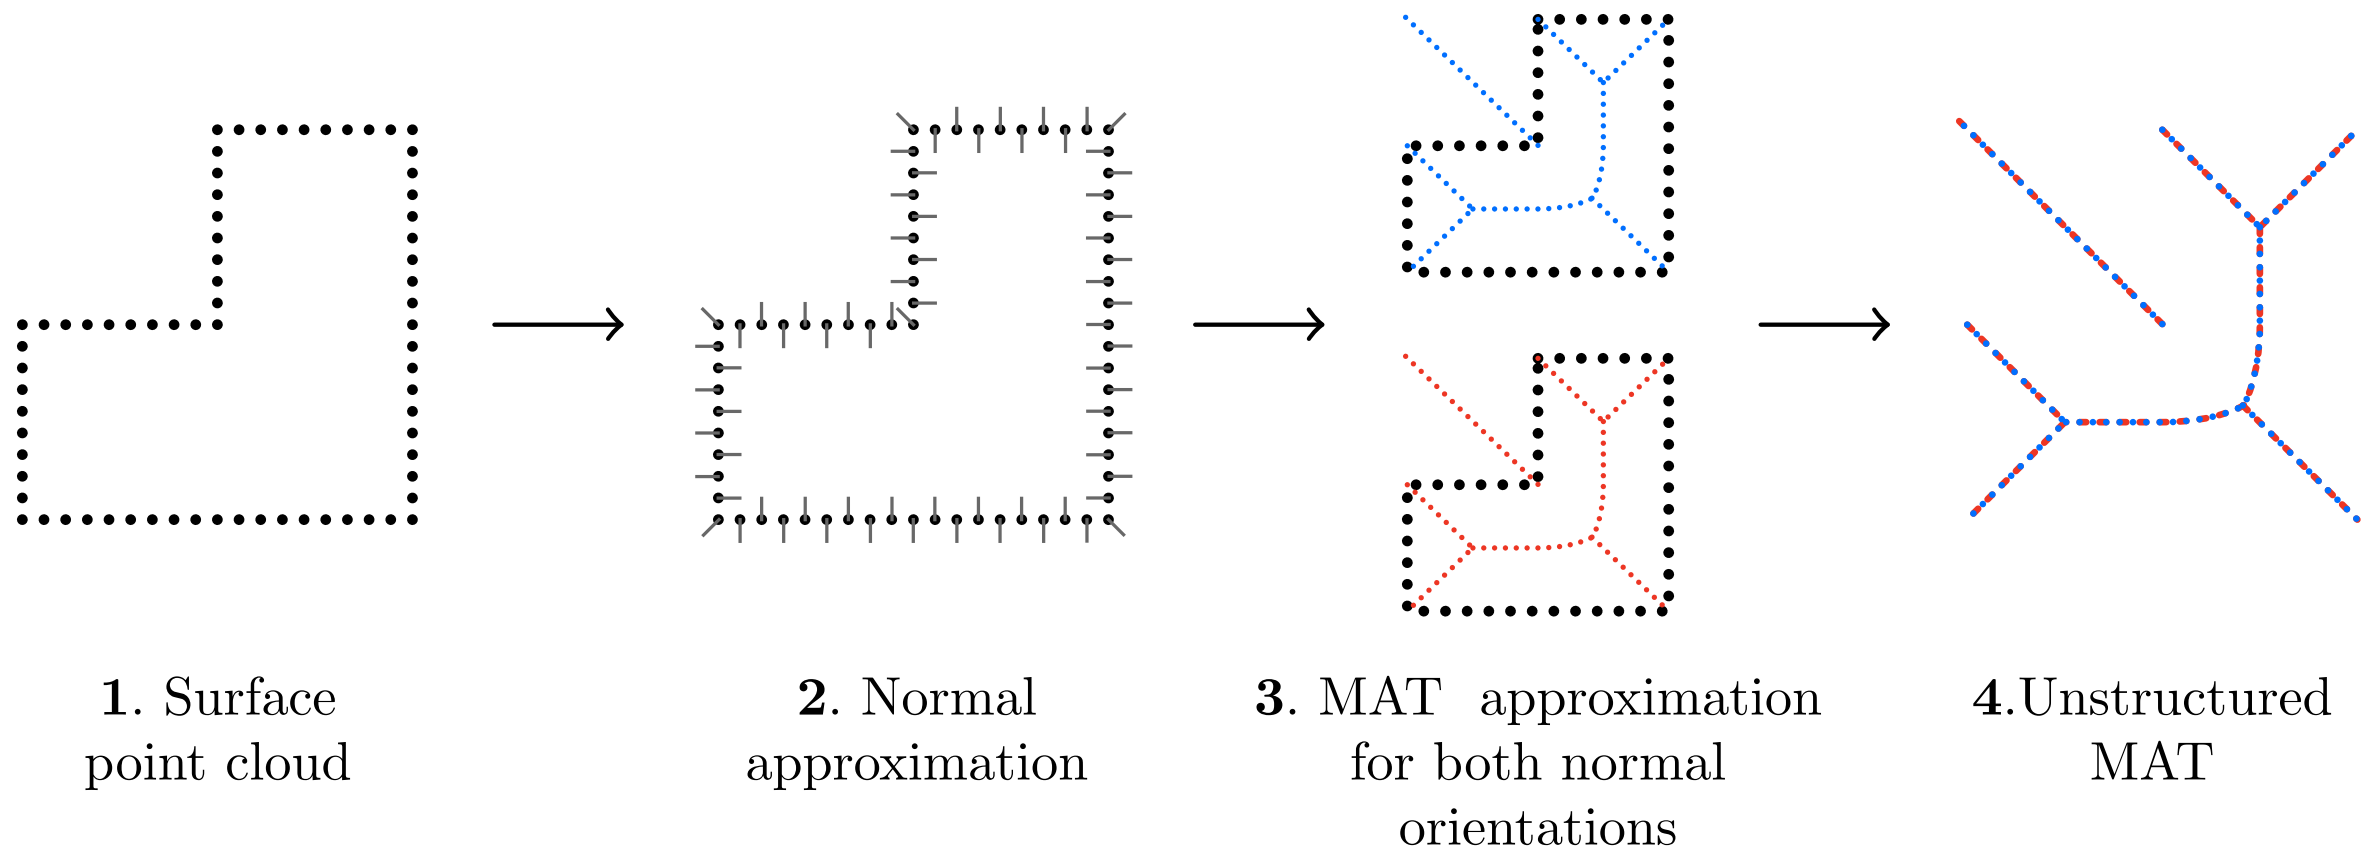 1. Surface
point cloud
2. Normal
approximation
3. MAT approximation
for both normal
orientations
4.Unstructured
MAT